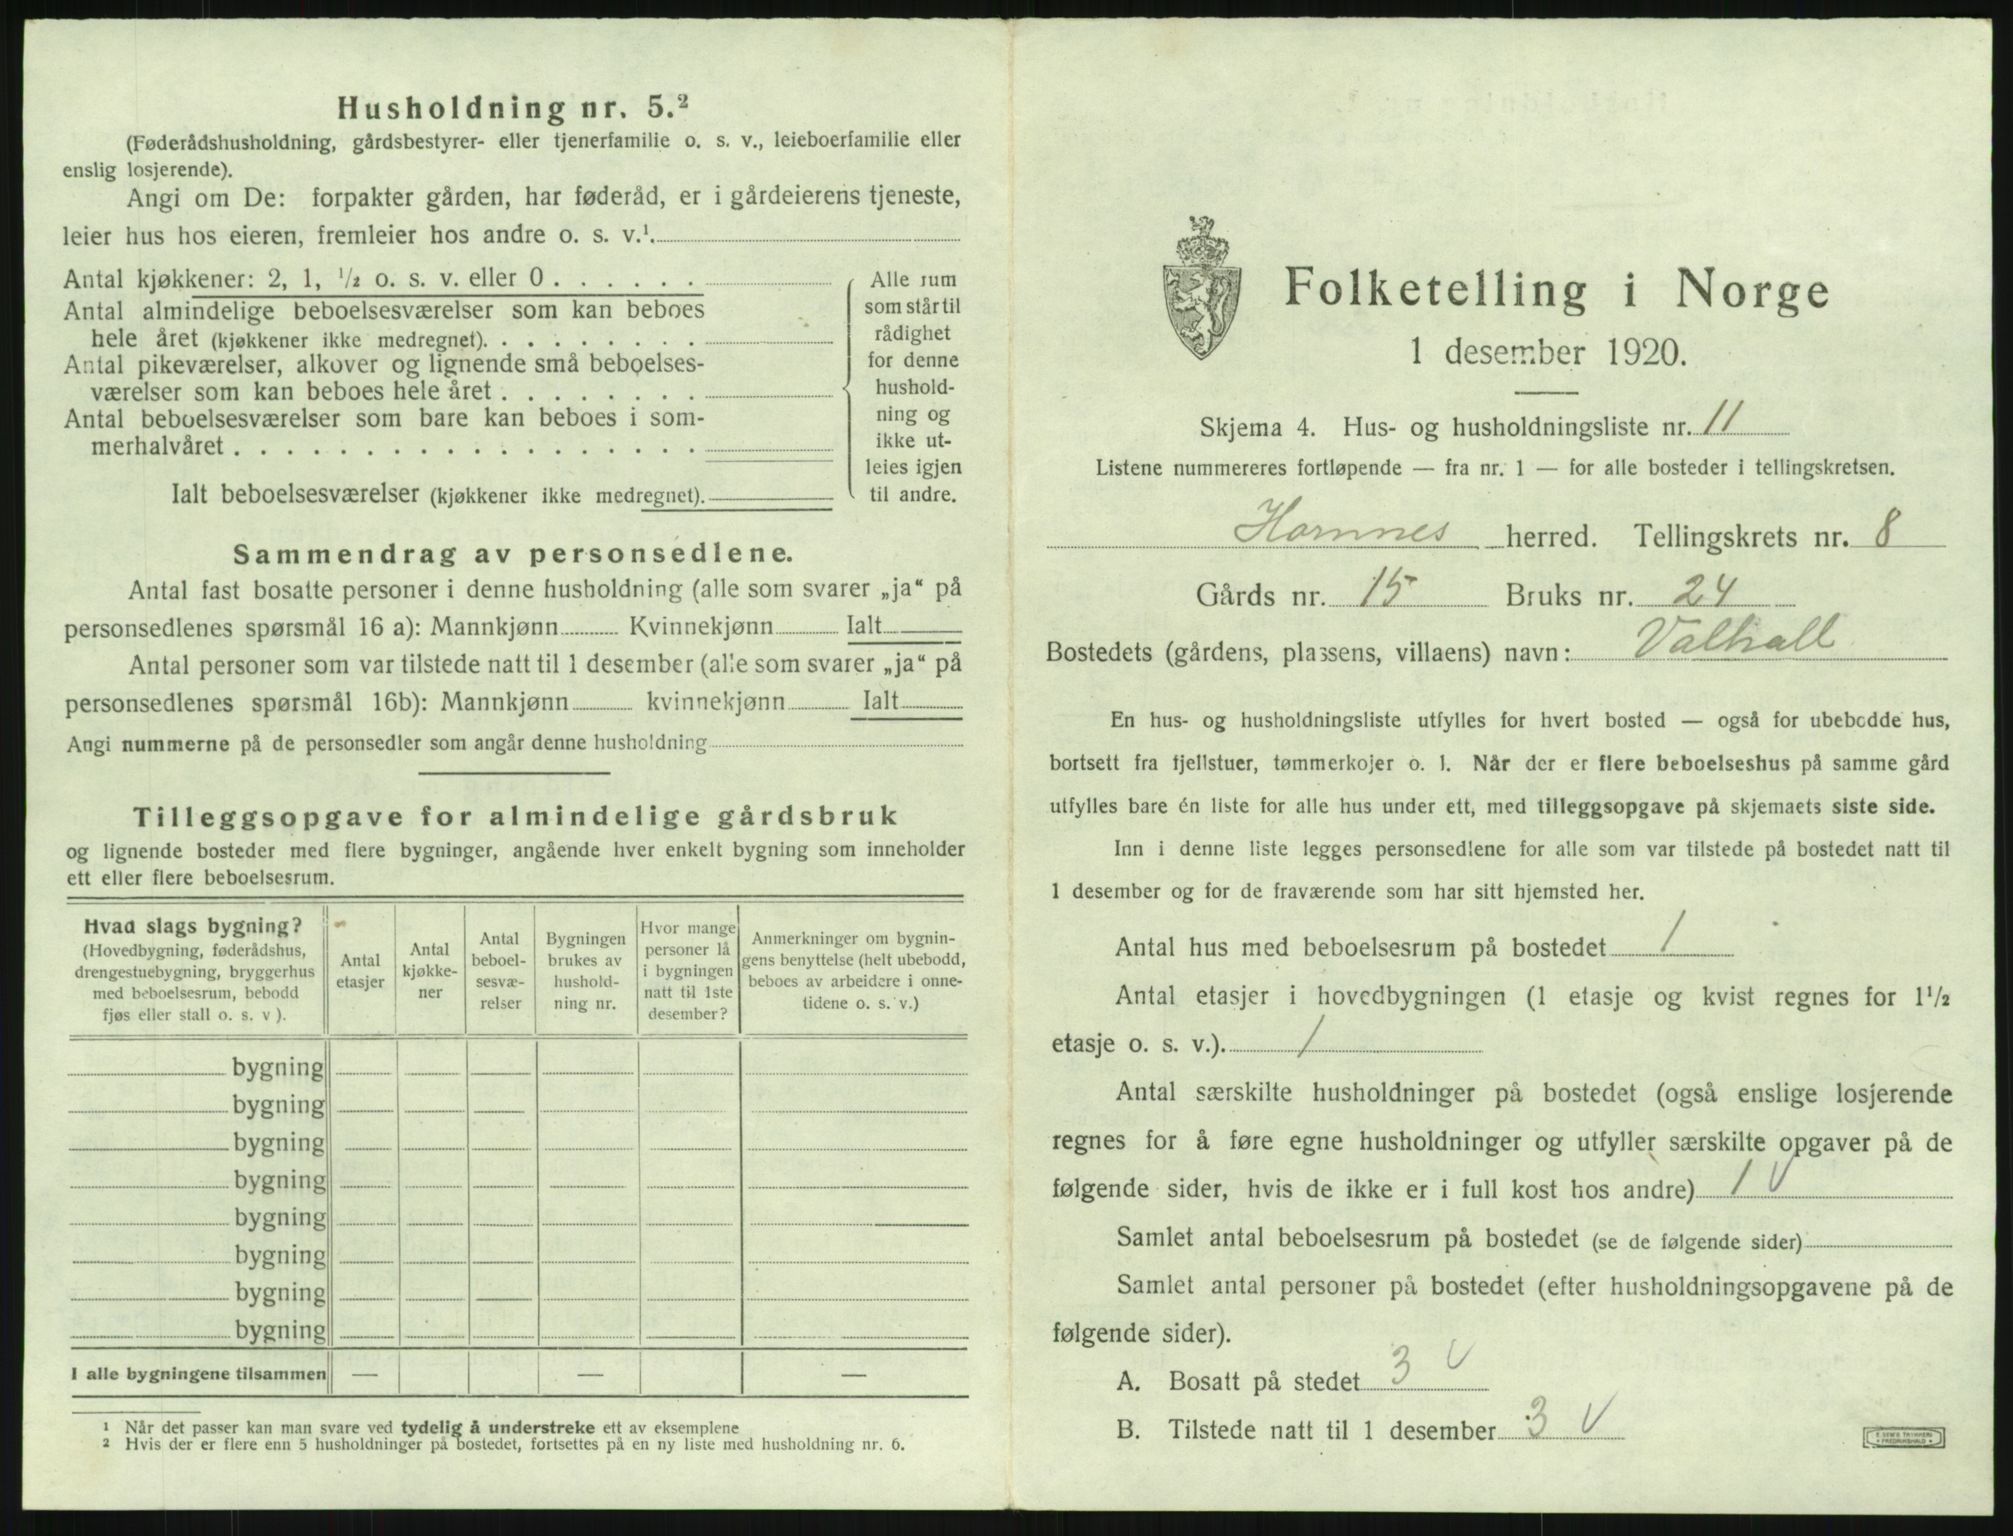 Husholdning nr. 5.²
(Føderådshusholdning, gårdsbestyrer- eller tjenerfamilie o. s. v., leieboerfamilie eller
enslig losjerende).
Angi om De: forpakter gården, har føderåd, er i gårdeierens tjeneste,
leier hus hos eieren, fremleier hos andre o. s. v.¹.
Antal kjøkkener: 2, 1, ½ o. s. v. eller 0 . . . . . .
Antal almindelige beboelsesværelser som kan beboes
hele året (kjøkkener ikke medregnet). . . . . . . . .
Antal pikeværelser, alkover og lignende små beboelses-
værelser som kan beboes hele året . . . . . . . .
Antal beboelsesværelser som bare kan beboes i som-
merhalvåret . . . . . . . . . . . . . . . . . .
Ialt beboelsesværelser (kjøkkener ikke medregnet).
Alle rum
som står til
rådighet
for denne
hushold-
ning og
ikke ut-
leies igjen
til andre.
Sammendrag av personsedlene.
Antal fast bosatte personer i denne husholdning (alle som svarer „ja“ på
personsedlenes spørsmål 16 a): Mannkjønn Kvinnekjønn Ialt
Antal personer som var tilstede natt til 1 desember (alle som svarer „ja“ på
personsedlenes spørsmål 16b): Mannkjønn kvinnekjønn Ialt
Angi nummerne på de personsedler som angår denne husholdning
Tilleggsopgave for almindelige gårdsbruk
og lignende bosteder med flere bygninger, angående hver enkelt bygning som inneholder
ett eller flere beboelsesrum.
Hvad slags bygning?
(Hovedbygning, føderådshus,
drengestuebygning, bryggerhus
med beboelsesrum, bebodd
fjøs eller stall o. s. v ).
Antal
etasjer
Antal
kjøkke-
ner
Antal
beboel-
sesvæ-
relser
Bygningen
brukes av
hushold-
ning nr.
Hvor mange
personer lå
i bygningen
natt til 1ste
desember?
Anmerkninger om bygnin-
gens benyttelse (helt ubebodd,
beboes av arbeidere i onne-
tidene o. s. v.)
bygning
bygning
bygning
bygning
bygning
bygning
bygning
bygning
I alle bygningene tilsammen — — —
¹ Når det passer kan man svare ved tydelig å understreke ett av eksemplene
² Hvis der er flere enn 5 husholdninger på bostedet, fortsettes på en ny liste med husholdning nr. 6.
Folketelling i Norge
1 desember 1920.
Skjema 4. Hus- og husholdningsliste nr. 11
Listene nummereres fortløpende — fra nr. 1 — for alle bosteder i tellingskretsen.
Hornnes herred. Tellingskrets nr. 8
Gårds nr. 15 Bruks nr. 24
Bostedets (gårdens, plassens, villaens) navn: Valhall
En hus- og husholdningsliste utfylles for hvert bosted — også for ubebodde hus,
bortsett fra fjellstuer, tømmerkojer o. l. Når der er flere beboelseshus på samme gård
utfylles bare én liste for alle hus under ett, med tilleggsopgave på skjemaets siste side.
Inn i denne liste legges personsedlene for alle som var tilstede på bostedet natt til
1 desember og for de fraværende som har sitt hjemsted her.
Antal hus med beboelsesrum på bostedet 1
Antal etasjer i hovedbygningen (1 etasje og kvist regnes for 1½
etasje o. s. v.). 1
Antal særskilte husholdninger på bostedet (også enslige losjerende
regnes for å føre egne husholdninger og utfyller særskilte opgaver på de
følgende sider, hvis de ikke er i full kost hos andre) 1 V
Samlet antal beboelsesrum på bostedet (se de følgende sider)
Samlet antal personer på bostedet (efter husholdningsopgavene på de
følgende sider).
A. Bosatt på stedet 3 V
B. Tilstede natt til 1 desember 3 V